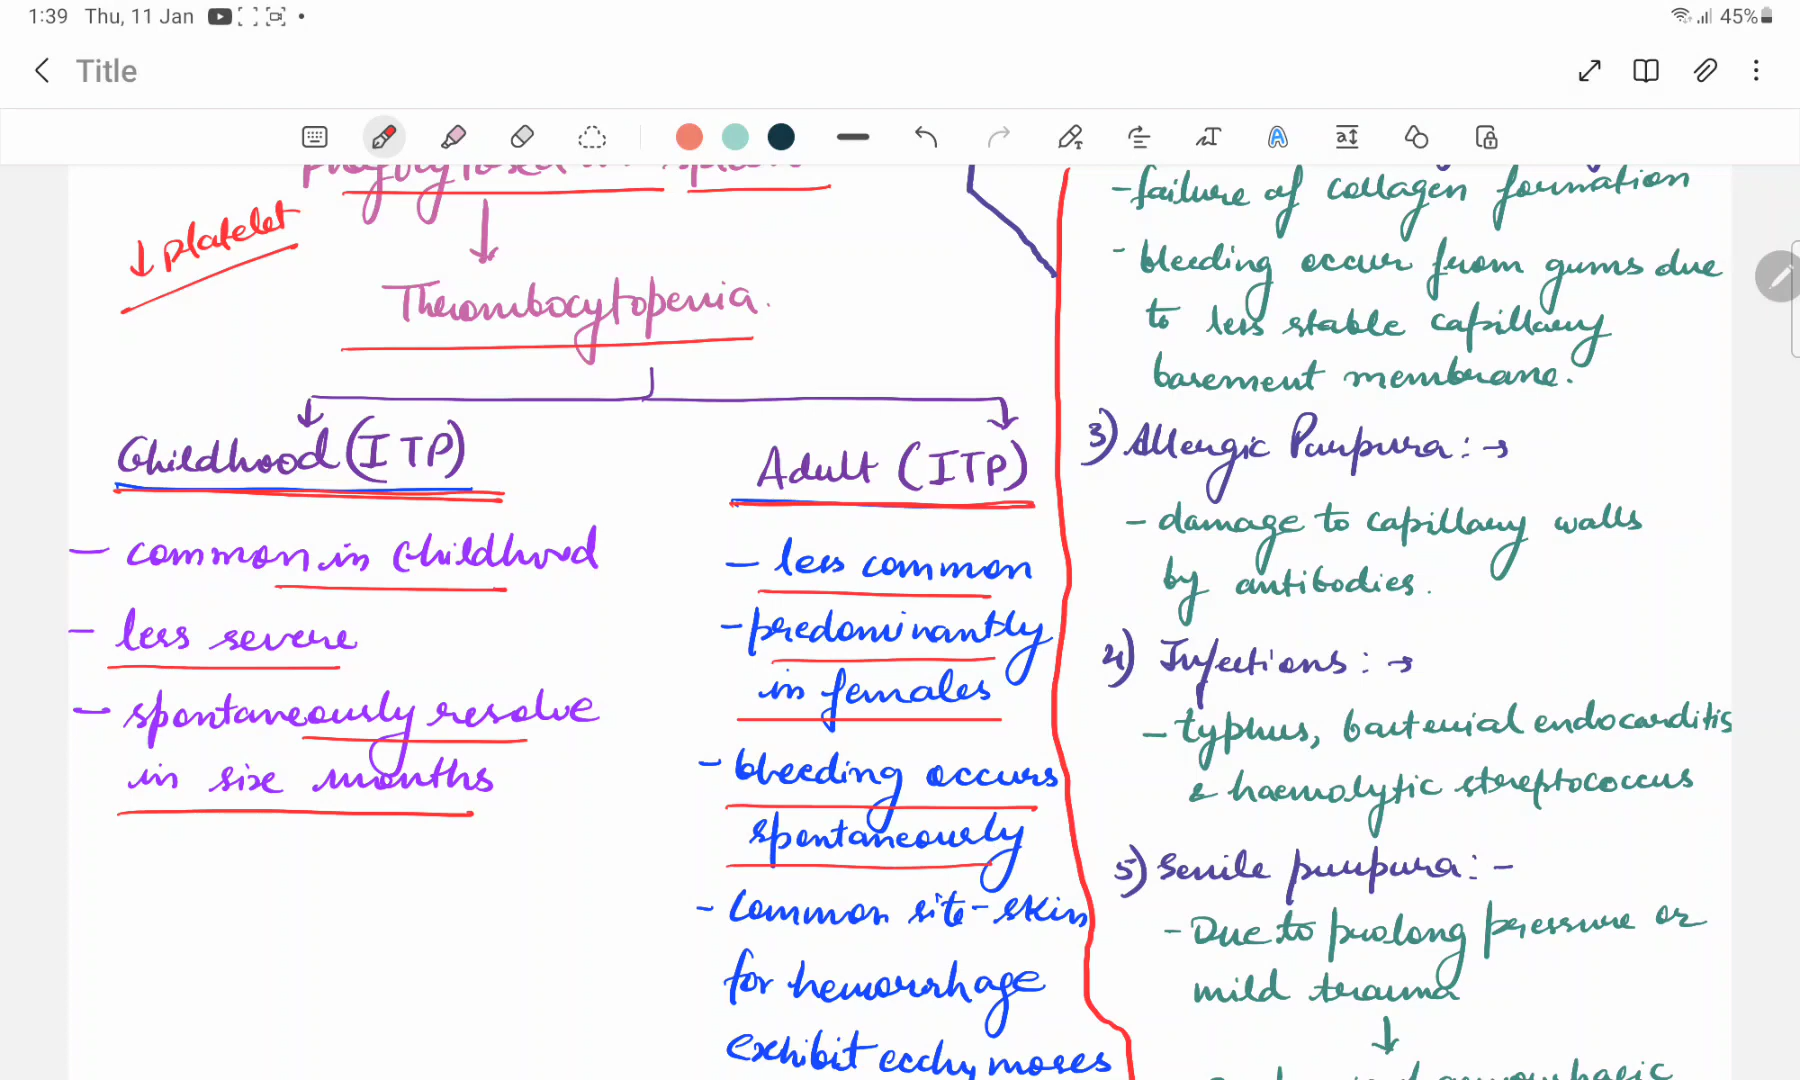 1:39 Thu, 11 Jan
45%
Title
phagocytosed in spleen
↓ platelet
Thrombocytopenia.
Childhood (ITP)
- common in childhood
- less severe
- spontaneously resolve
in six months
Adult (ITP)
- less common
- predominantly
in females
- bleeding occurs
spontaneously
- Common site - skin
for hemorrhage
exhibit ecchymoses
- failure of collagen formation
- bleeding occur from gums due
to less stable capillary
basement membrane.
3) Allergic Purpura : →
- damage to capillary walls
by antibodies.
4) Infections : →
- typhus, bacterial endocarditis
& haemolytic streptococcus
5) Senile purpura : -
- Due to prolong pressure or
mild trauma
↓